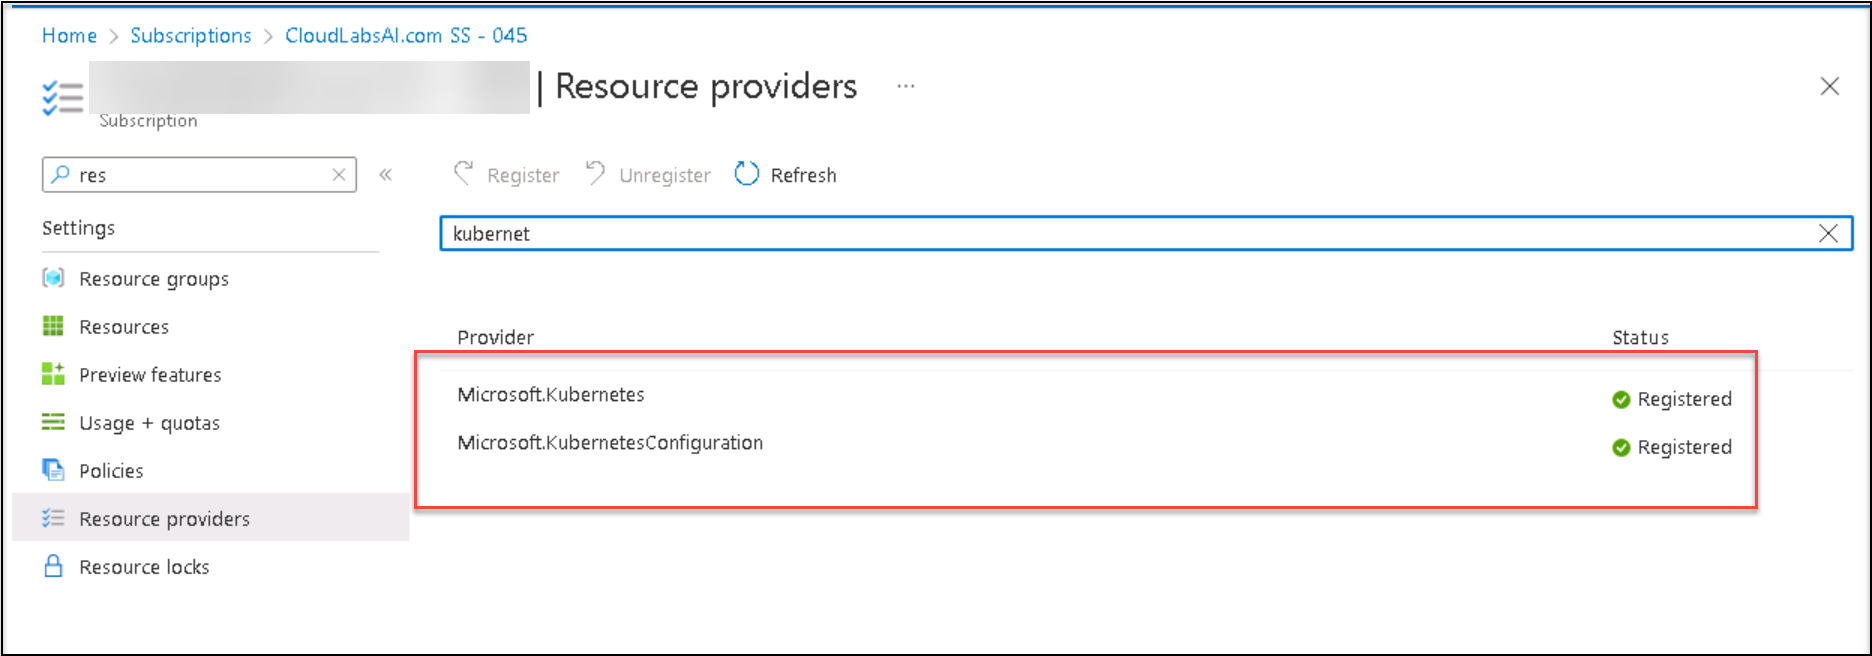 Home > Subscriptions > CloudLabsAI.com SS - 045
| Resource providers ...
Subscription
res
«
Register
Unregister
Refresh
Settings
kubernet
Resource groups
Resources
Preview features
Usage + quotas
Policies
Resource providers
Resource locks
Provider Status
Microsoft.Kubernetes Registered
Microsoft.KubernetesConfiguration Registered